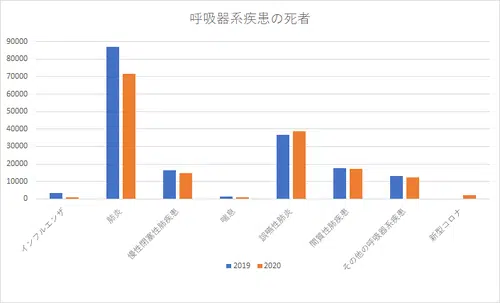 呼吸器系疾患の死者
90000
80000
70000
60000
50000
40000
30000
20000
10000
0
インフルエンザ
肺炎
慢性閉塞性肺疾患
喘息
誤嚥性肺炎
間質性肺疾患
その他の呼吸器系疾患
新型コロナ
2019 2020